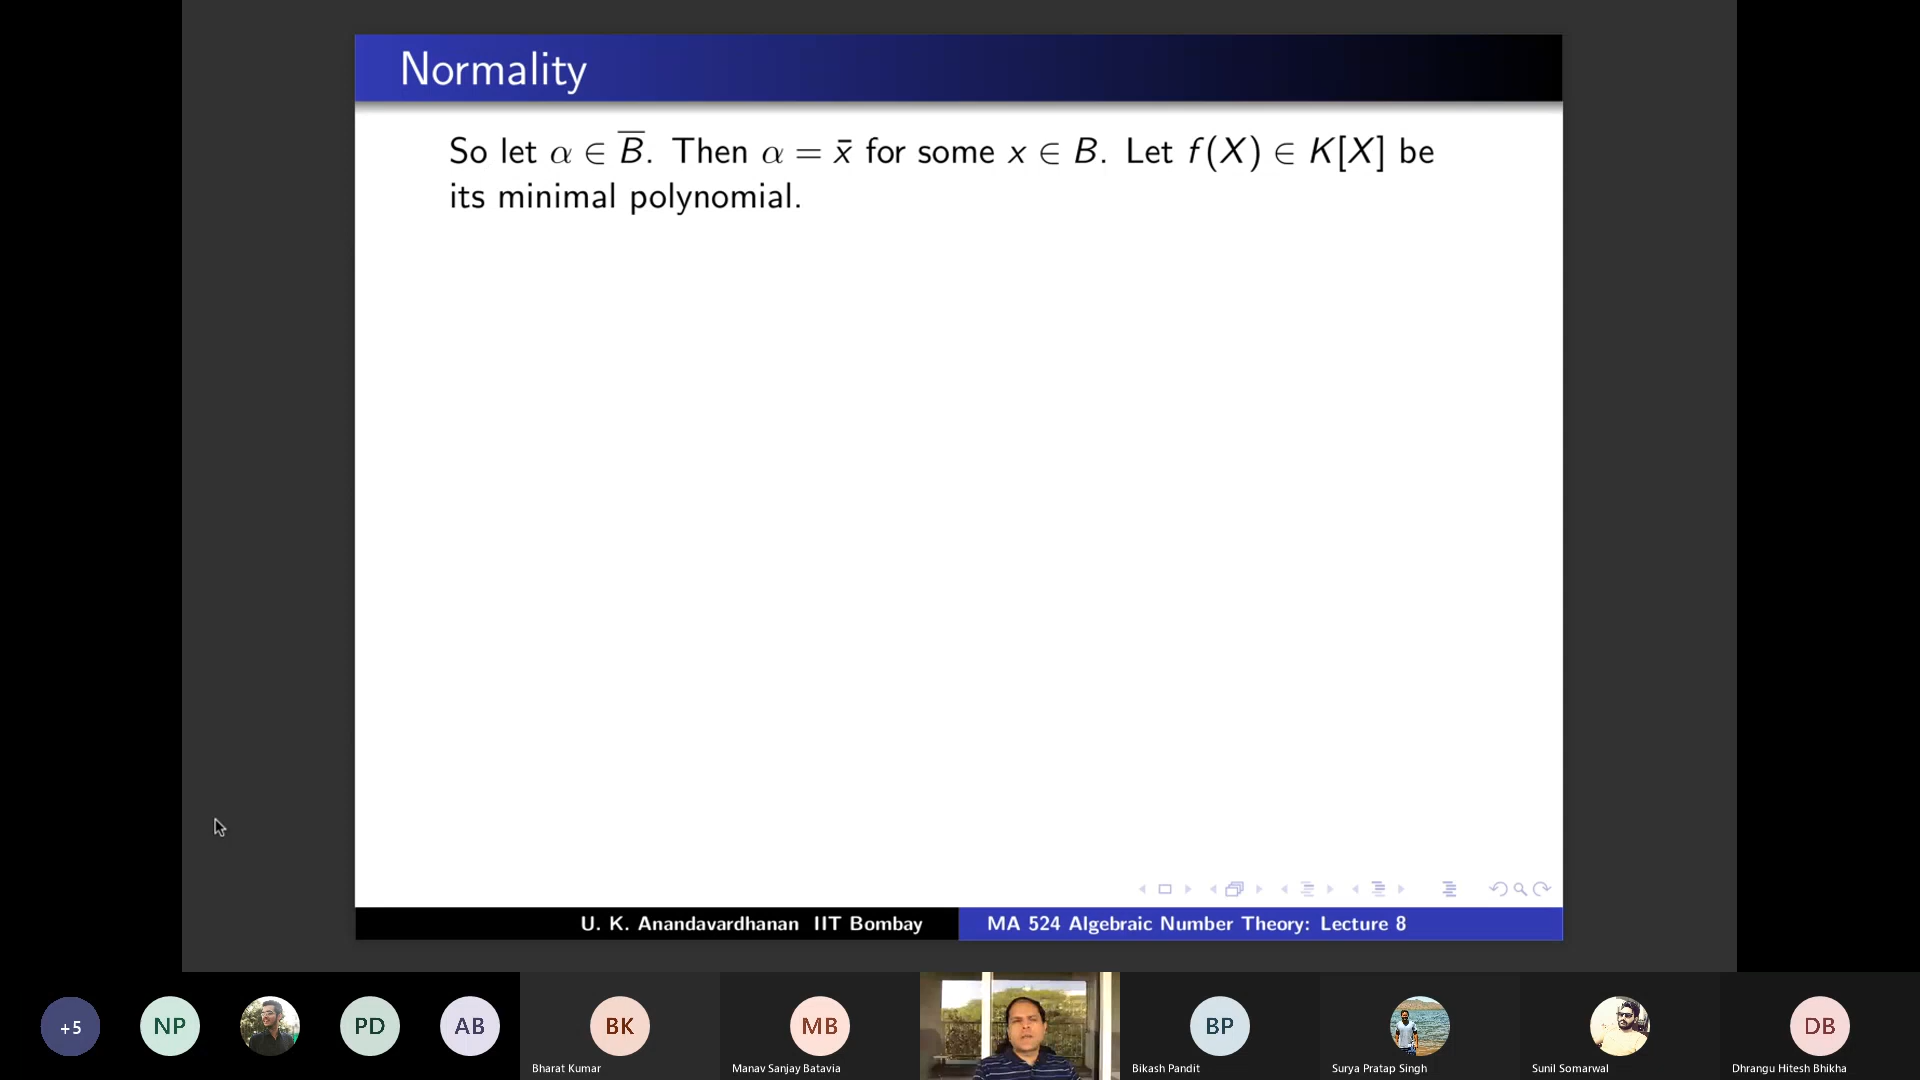 Normality
So let α ∈ B̅. Then α = x̄ for some x ∈ B. Let f(X) ∈ K[X] be
its minimal polynomial.
U. K. Anandavardhanan IIT Bombay
MA 524 Algebraic Number Theory: Lecture 8
+5
NP
PD
AB
BK
MB
BP
DB
Bharat Kumar
Manav Sanjay Batavia
Bikash Pandit
Surya Pratap Singh
Sunil Somarwal
Dhrangu Hitesh Bhikha